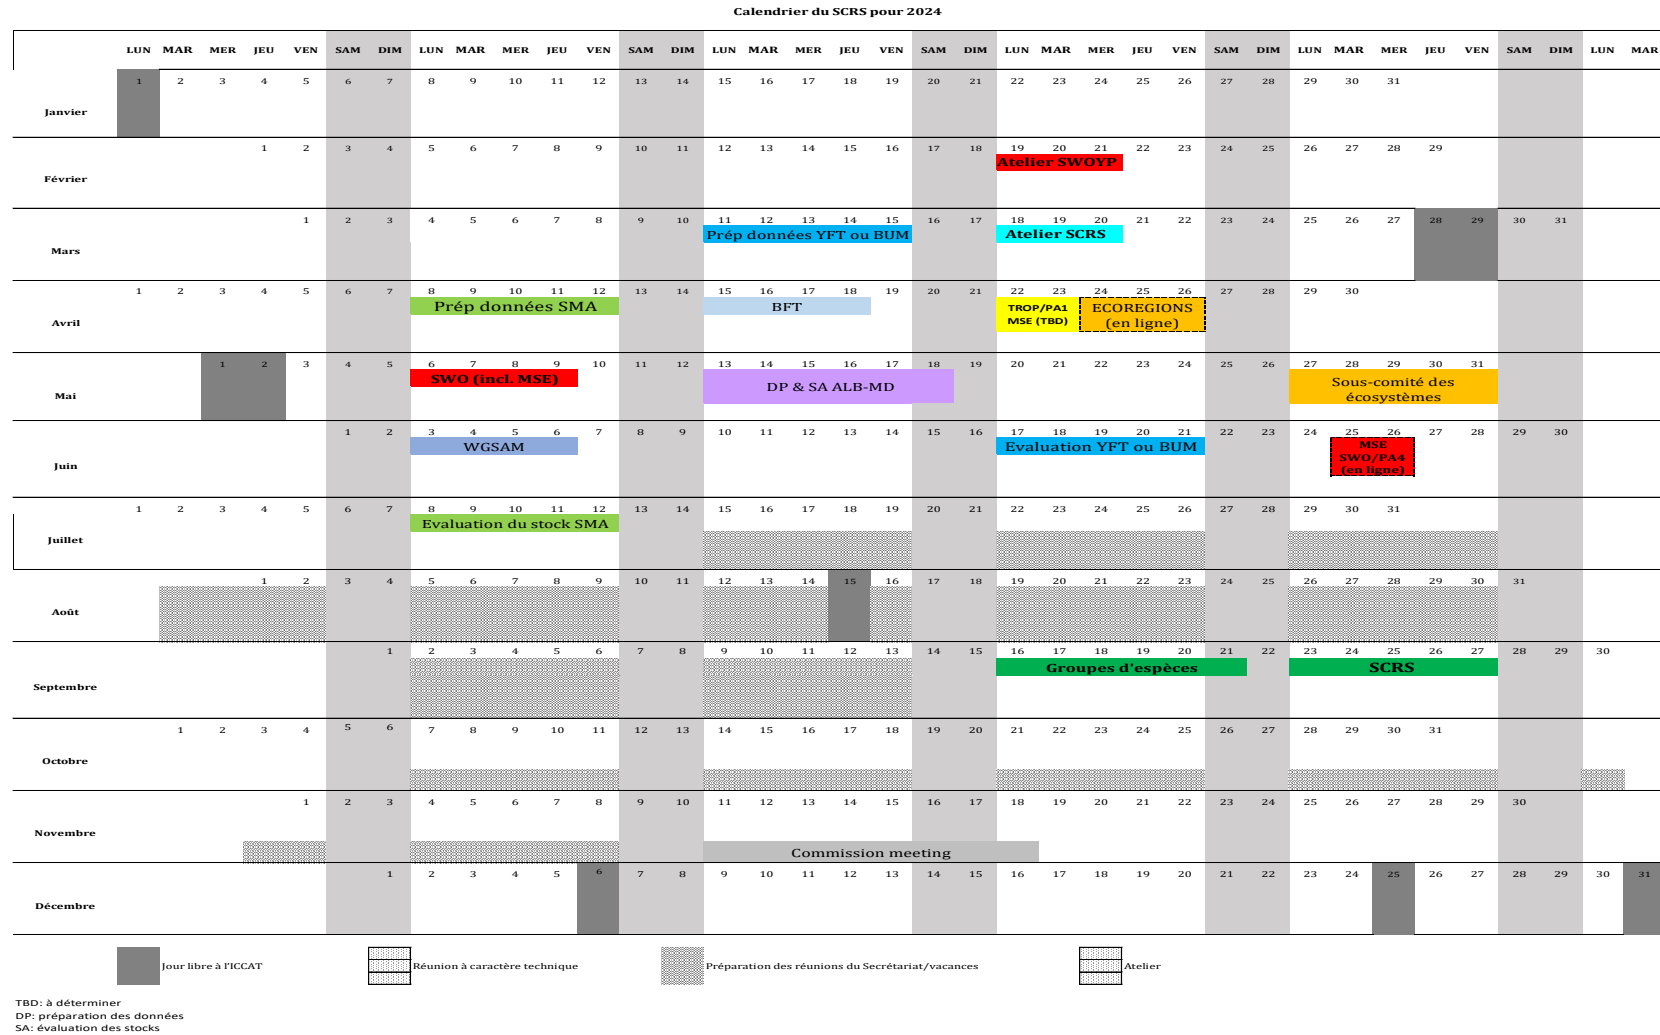 Calendrier du SCRS pour 2024
LUN MAR MER JEU VEN SAM DIM LUN MAR MER JEU VEN SAM DIM LUN MAR MER JEU VEN SAM DIM LUN MAR MER JEU VEN SAM DIM LUN MAR MER JEU VEN SAM DIM LUN MAR
1 2 3 4 5 6 7 8 9 10 11 12 13 14 15 16 17 18 19 20 21 22 23 24 25 26 27 28 29 30 31
Janvier
1 2 3 4 5 6 7 8 9 10 11 12 13 14 15 16 17 18 19 20 21 22 23 24 25 26 27 28 29
Atelier SWOYP
Février
1 2 3 4 5 6 7 8 9 10 11 12 13 14 15 16 17 18 19 20 21 22 23 24 25 26 27 28 29 30 31
Prép données YFT ou BUM Atelier SCRS
Mars
1 2 3 4 5 6 7 8 9 10 11 12 13 14 15 16 17 18 19 20 21 22 23 24 25 26 27 28 29 30
Prép données SMA BFT TROP/PA1 ECOREGIONS
Avril MSE (TBD) (en ligne)
1 2 3 4 5 6 7 8 9 10 11 12 13 14 15 16 17 18 19 20 21 22 23 24 25 26 27 28 29 30 31
SWO (incl. MSE) DP & SA ALB-MD Sous-comité des
Mai écosystèmes
1 2 3 4 5 6 7 8 9 10 11 12 13 14 15 16 17 18 19 20 21 22 23 24 25 26 27 28 29 30
WGSAM Evaluation YFT ou BUM MSE
SWO/PA4
Juin (en ligne)
1 2 3 4 5 6 7 8 9 10 11 12 13 14 15 16 17 18 19 20 21 22 23 24 25 26 27 28 29 30 31
Evaluation du stock SMA
Juillet
1 2 3 4 5 6 7 8 9 10 11 12 13 14 15 16 17 18 19 20 21 22 23 24 25 26 27 28 29 30 31
Août
1 2 3 4 5 6 7 8 9 10 11 12 13 14 15 16 17 18 19 20 21 22 23 24 25 26 27 28 29 30
Groupes d'espèces SCRS
Septembre
1 2 3 4 5 6 7 8 9 10 11 12 13 14 15 16 17 18 19 20 21 22 23 24 25 26 27 28 29 30 31
Octobre
1 2 3 4 5 6 7 8 9 10 11 12 13 14 15 16 17 18 19 20 21 22 23 24 25 26 27 28 29 30
Novembre
Commission meeting
1 2 3 4 5 6 7 8 9 10 11 12 13 14 15 16 17 18 19 20 21 22 23 24 25 26 27 28 29 30 31
Décembre
Jour libre à l'ICCAT Réunion à caractère technique Préparation des réunions du Secrétariat/vacances Atelier
TBD: à déterminer
DP: préparation des données
SA: évaluation des stocks